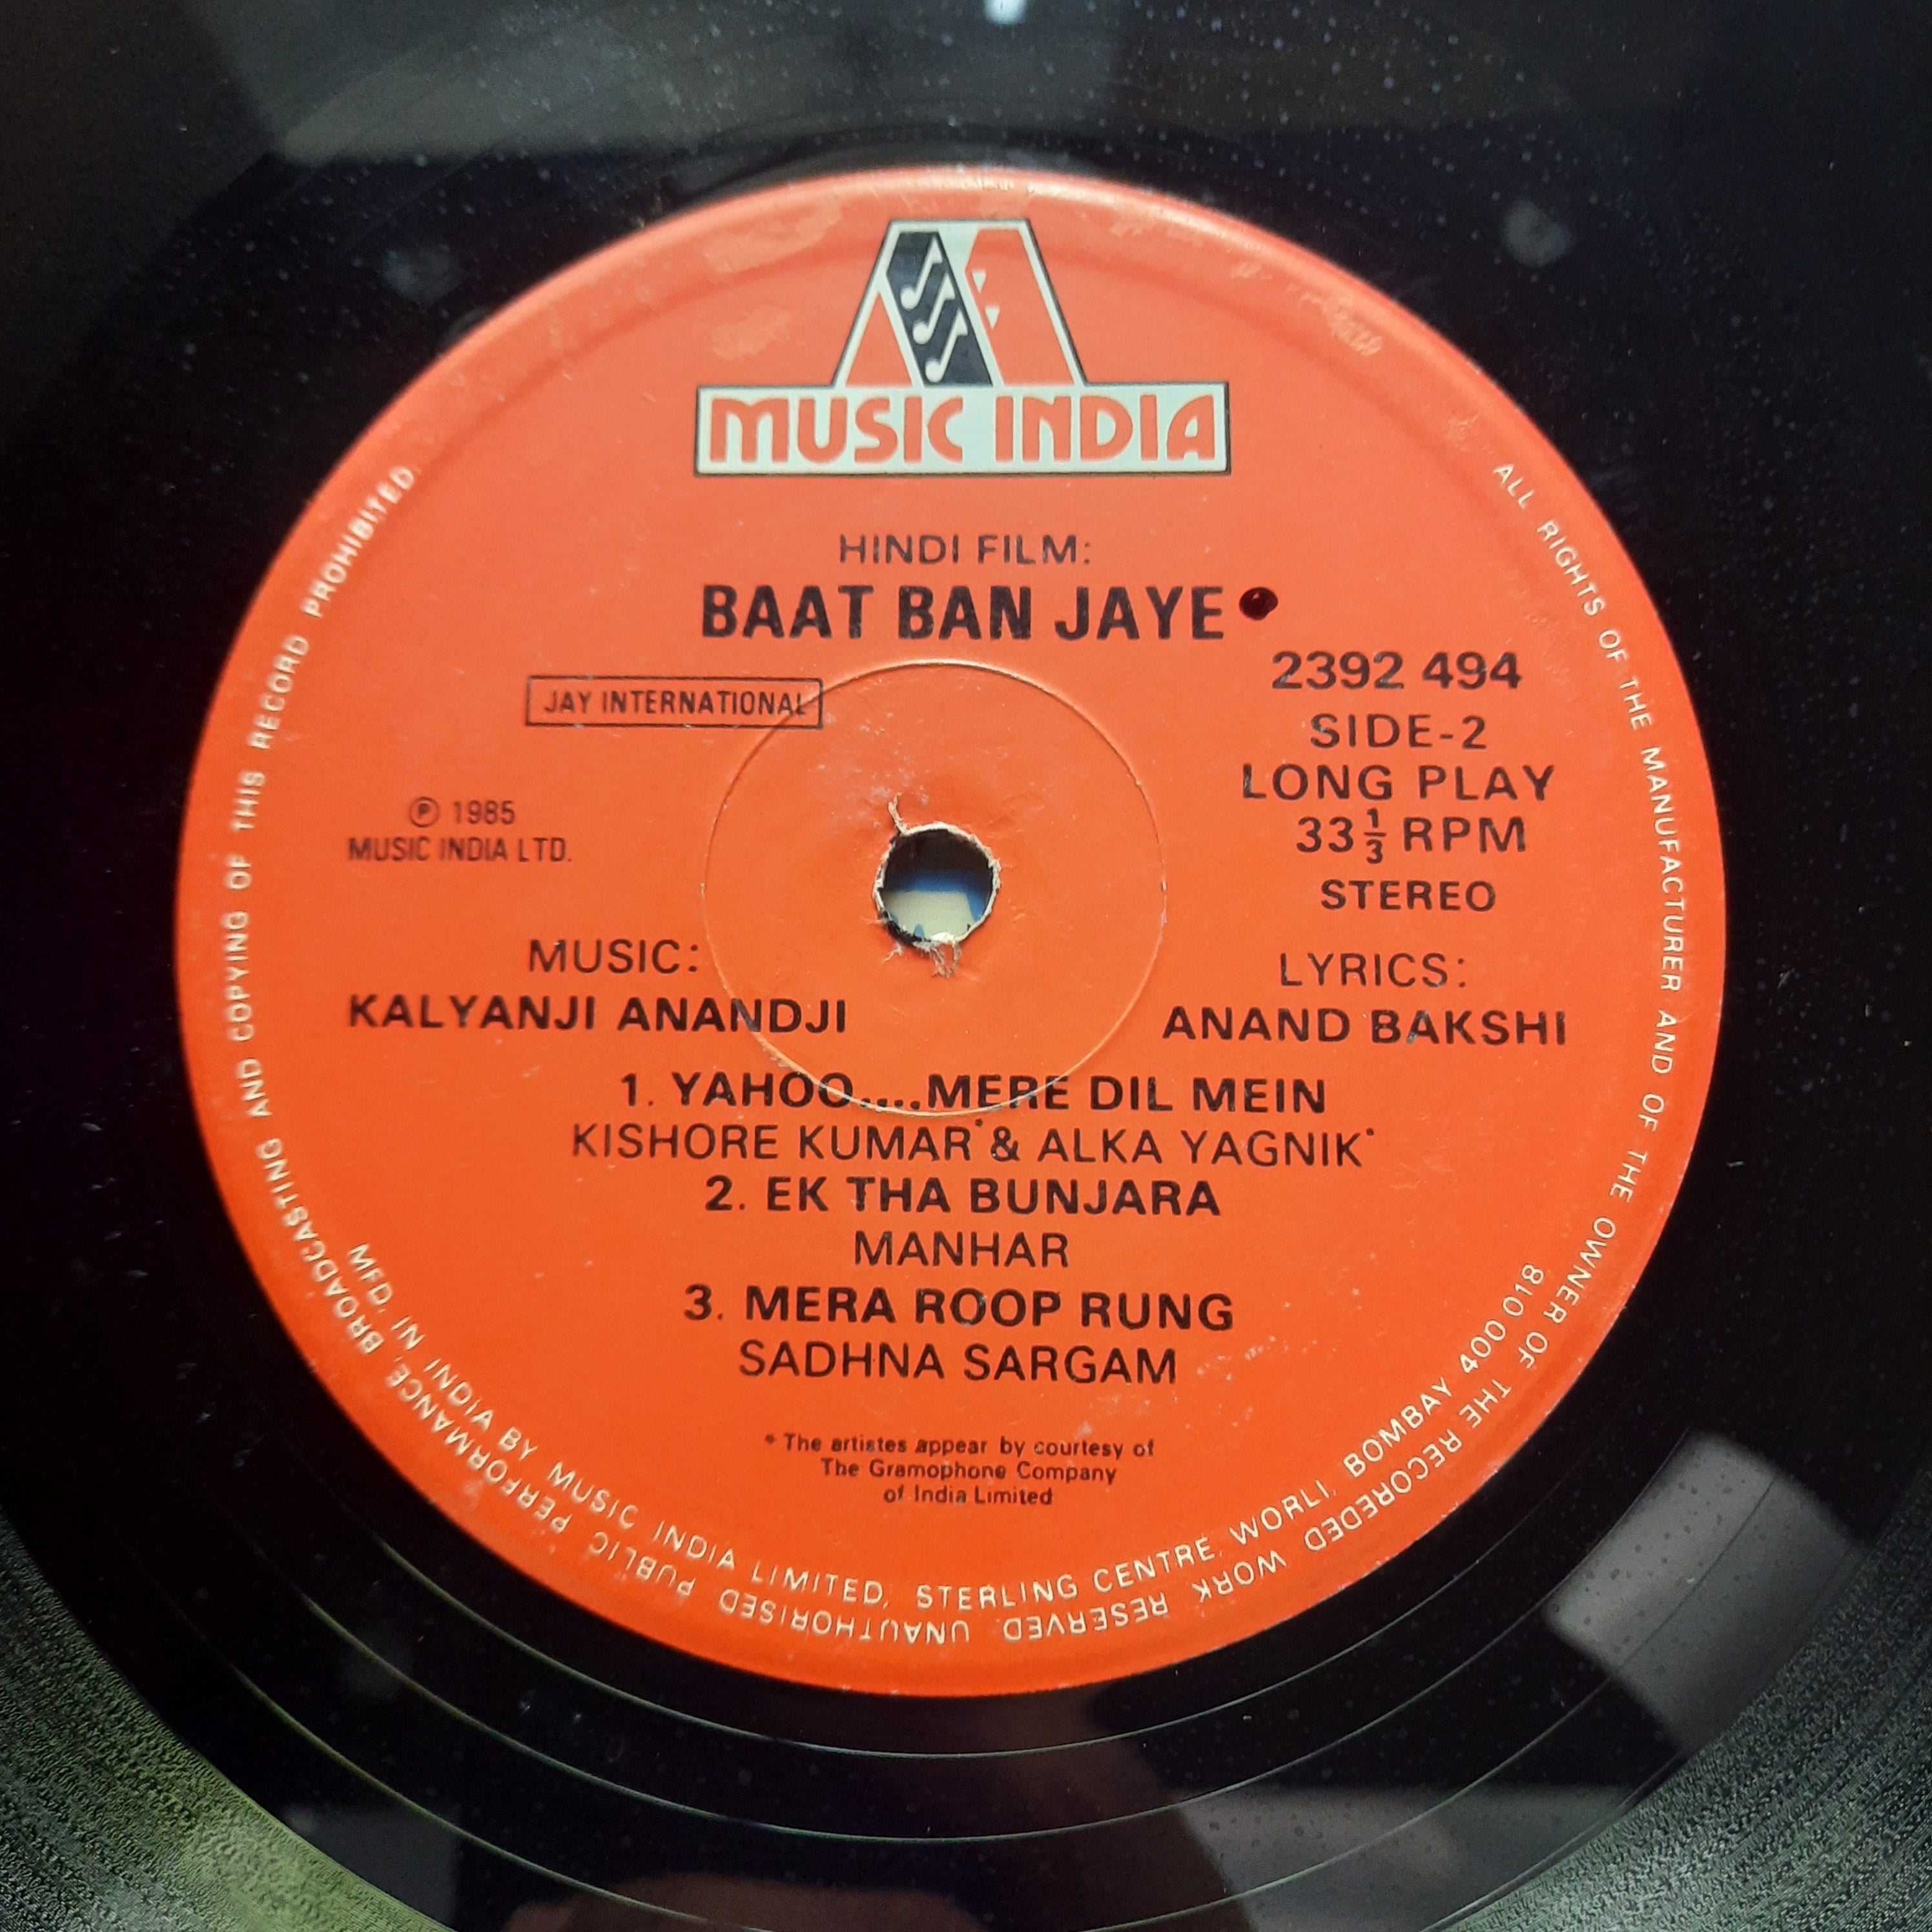 MUSIC INDIA
HINDI FILM:
BAAT BAN JAYE
JAY INTERNATIONAL
2392 494
SIDE-2
LONG PLAY
33⅓ RPM
STEREO
℗ 1985
MUSIC INDIA LTD.
MUSIC:
KALYANJI ANANDJI
LYRICS:
ANAND BAKSHI
1. YAHOO....MERE DIL MEIN
KISHORE KUMAR* & ALKA YAGNIK*
2. EK THA BUNJARA
MANHAR
3. MERA ROOP RUNG
SADHNA SARGAM
* The artistes appear by courtesy of
The Gramophone Company
of India Limited
MFD. IN INDIA BY MUSIC INDIA LIMITED, STERLING CENTRE, WORLI, BOMBAY 400 018
ALL RIGHTS OF THE MANUFACTURER AND OF THE OWNER OF THE RECORDED WORK RESERVED. UNAUTHORISED PUBLIC PERFORMANCE, BROADCASTING AND COPYING OF THIS RECORD PROHIBITED.